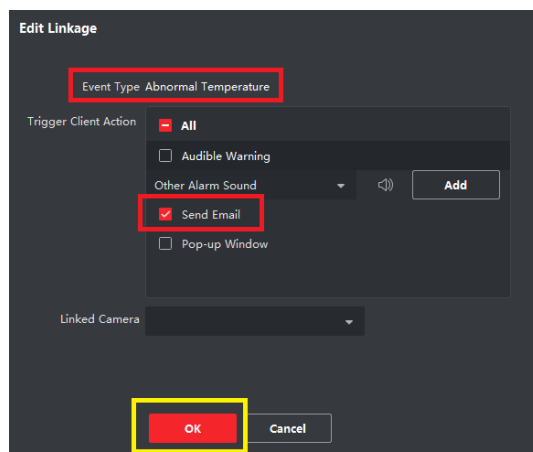 Edit Linkage
Event Type Abnormal Temperature
Trigger Client Action
All
Audible Warning
Other Alarm Sound
Add
Send Email
Pop-up Window
Linked Camera
OK Cancel